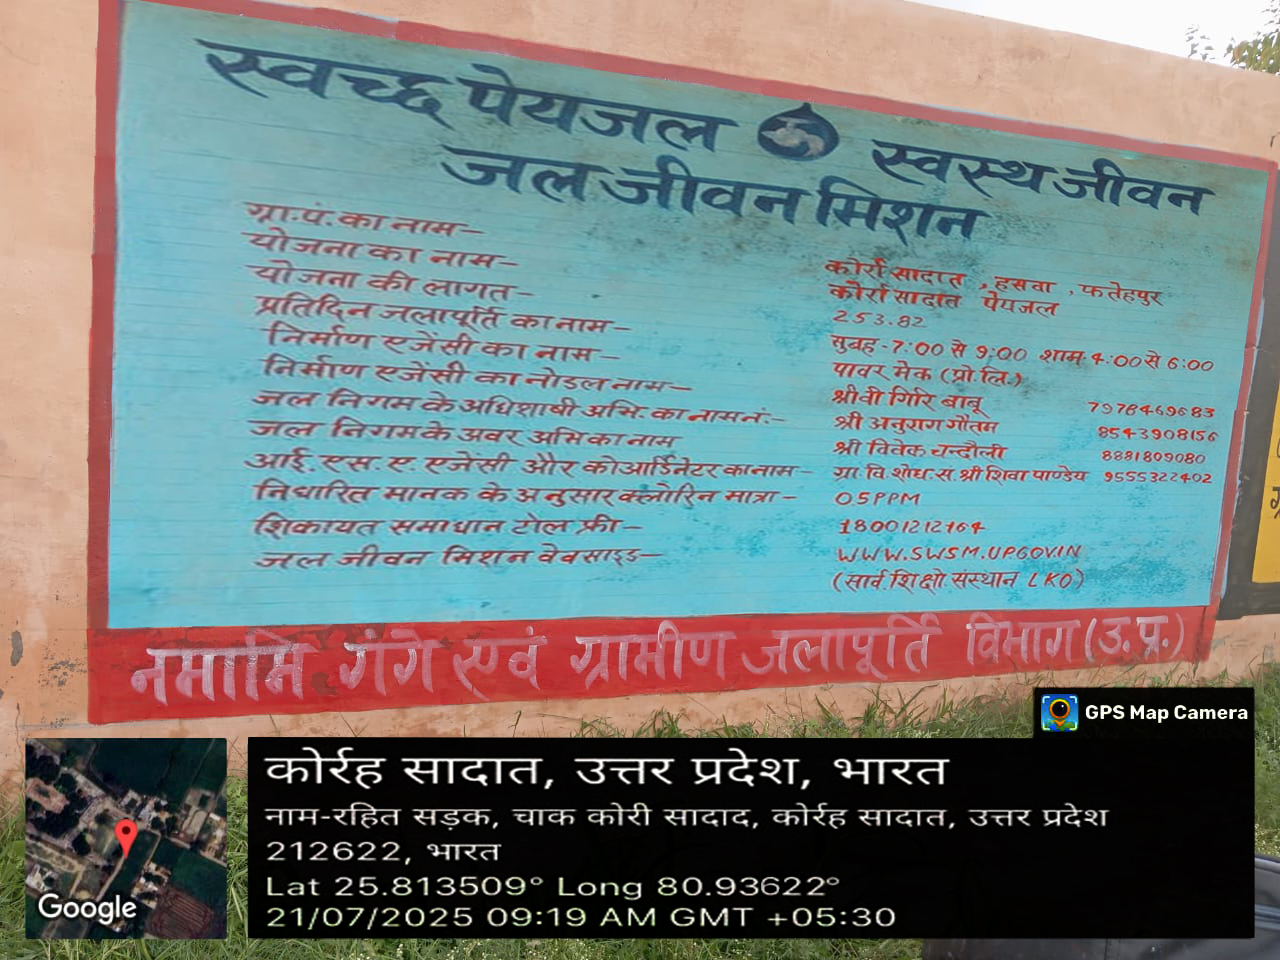 स्वच्छ पेयजल स्वस्थ जीवन
जल जीवन मिशन
ग्रा.पं. का नाम-
योजना का नाम- कोर्रा सादात , हसवा , फतेहपुर
योजना की लागत- कोर्रा सादात पेयजल
प्रतिदिन जलापूर्ति का नाम- 253.82
निर्माण एजेंसी का नाम- सुबह-7:00 से 9:00 शाम 4:00 से 6:00
निर्माण एजेंसी का नोडल नाम- पावर मेक (प्रो.लि.)
जल निगम के अधिशाषी अभि. का नाम नं:- श्री वी गिरि बाबू 7978469683
जल निगम के अवर अभि का नाम श्री अनुराग गौतम 8543908156
श्री विवेक चन्दौली 8881809080
आई. एस. ए. एजेंसी और कोआर्डिनेटर का नाम- ग्रा. वि. शोध. स. श्री शिवा पाण्डेय 9555322402
निधारित मानक के अनुसार क्लोरिन मात्रा- 05PPM
शिकायत समाधान टोल फ्री- 18001212164
जल जीवन मिशन वेबसाइड- WWW.SWSM.UPGOVIN
(सार्व. शिक्षो संस्थान LKO)
नमामि गंगे एवं ग्रामीण जलापूर्ति विभाग (उ.प्र.)
GPS Map Camera
कोर्रह सादात, उत्तर प्रदेश, भारत
नाम-रहित सड़क, चाक कोरी सादाद, कोर्रह सादात, उत्तर प्रदेश
212622, भारत
Lat 25.813509° Long 80.93622°
21/07/2025 09:19 AM GMT +05:30
Google